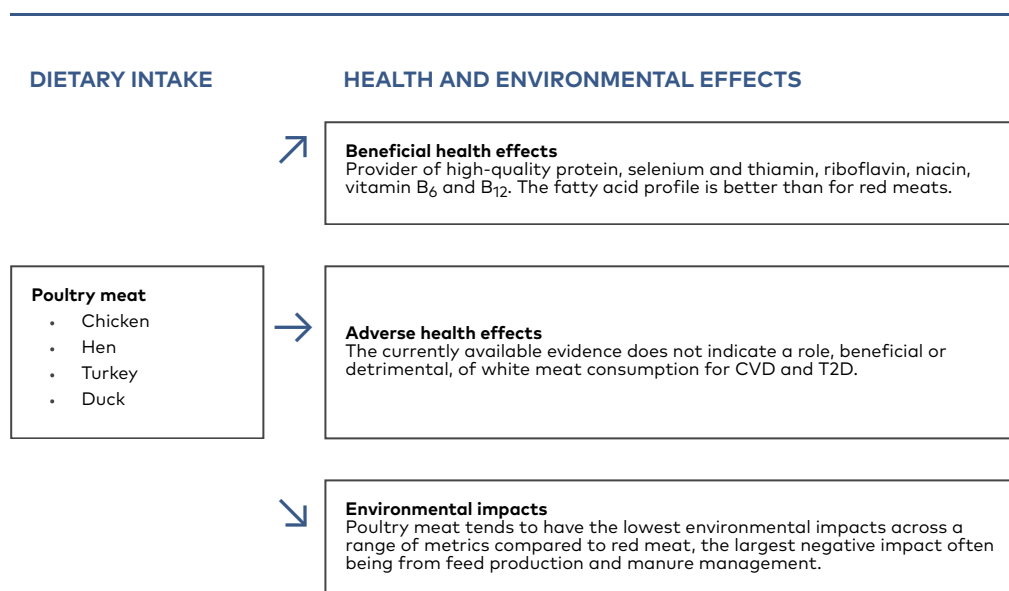 DIETARY INTAKE
HEALTH AND ENVIRONMENTAL EFFECTS
Beneficial health effects
Provider of high-quality protein, selenium and thiamin, riboflavin, niacin,
vitamin B6 and B12. The fatty acid profile is better than for red meats.
Poultry meat
• Chicken
• Hen
• Turkey
• Duck
Adverse health effects
The currently available evidence does not indicate a role, beneficial or
detrimental, of white meat consumption for CVD and T2D.
Environmental impacts
Poultry meat tends to have the lowest environmental impacts across a
range of metrics compared to red meat, the largest negative impact often
being from feed production and manure management.